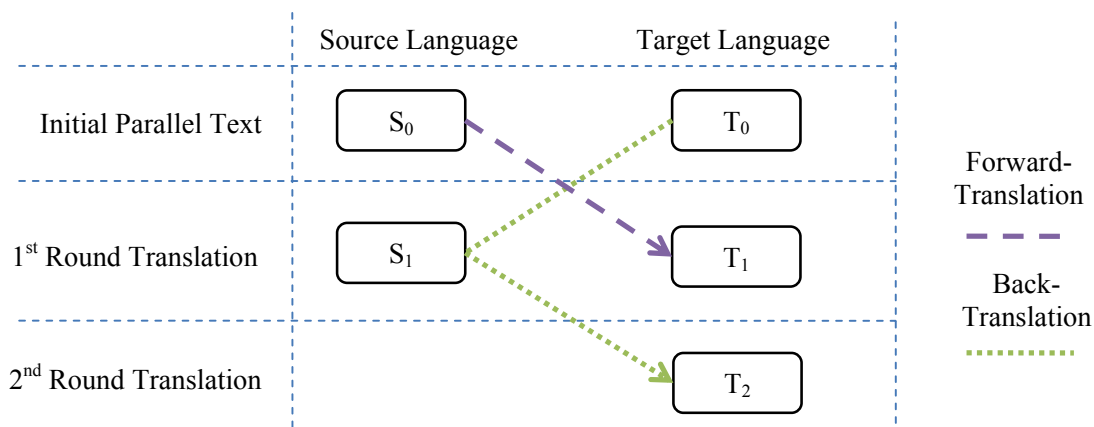 Source Language
Target Language
Initial Parallel Text
S₀
T₀
1ˢᵗ Round Translation
S₁
T₁
2ⁿᵈ Round Translation
T₂
Forward-
Translation
Back-
Translation